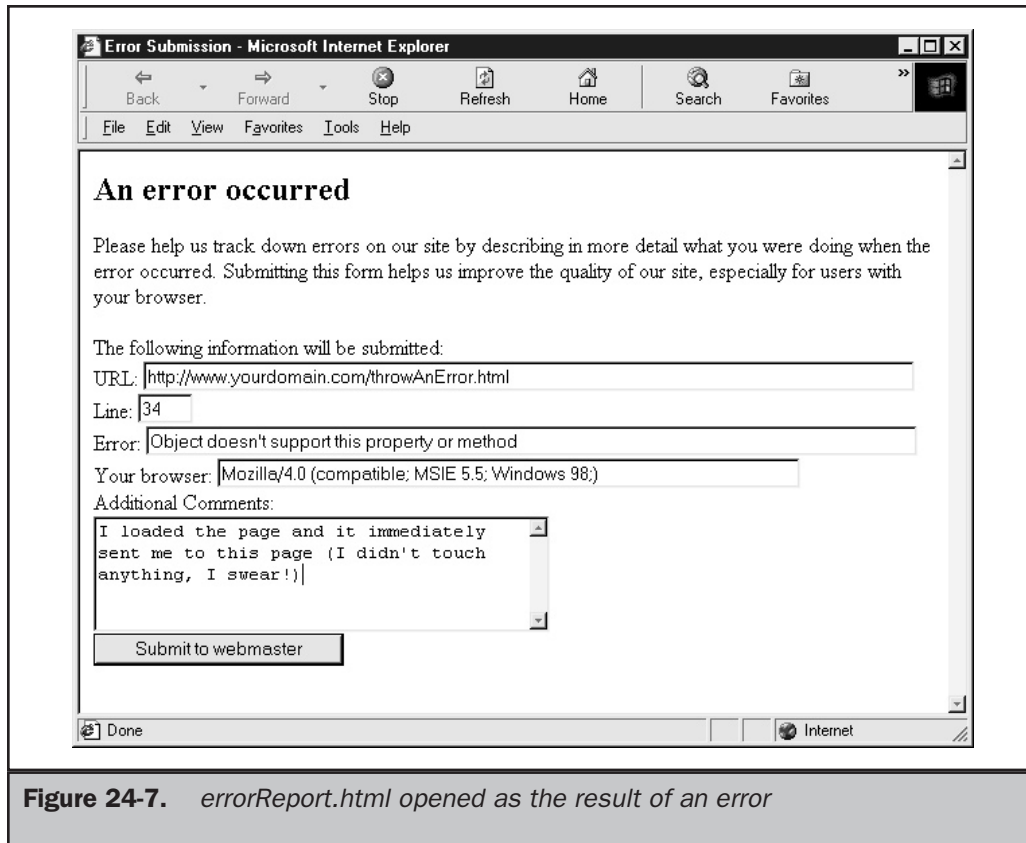 Error Submission - Microsoft Internet Explorer
Back Forward Stop Refresh Home Search Favorites »
File Edit View Favorites Tools Help
An error occurred
Please help us track down errors on our site by describing in more detail what you were doing when the
error occurred. Submitting this form helps us improve the quality of our site, especially for users with
your browser.
The following information will be submitted:
URL: http://www.yourdomain.com/throwAnError.html
Line: 34
Error: Object doesn't support this property or method
Your browser: Mozilla/4.0 (compatible; MSIE 5.5; Windows 98;)
Additional Comments:
I loaded the page and it immediately
sent me to this page (I didn't touch
anything, I swear!)
Submit to webmaster
Done Internet
Figure 24-7. errorReport.html opened as the result of an error